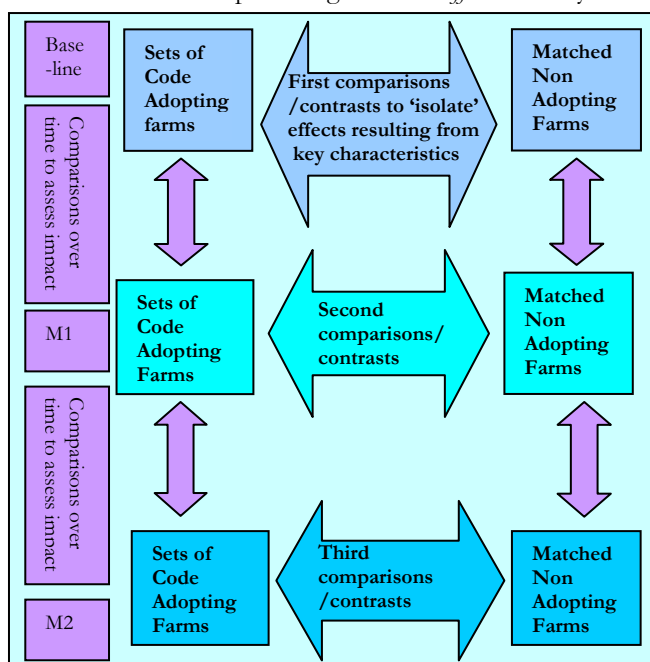 Base
-line
Sets of
Code
Adopting
farms
First comparisons
/contrasts to ‘isolate’
effects resulting from
key characteristics
Matched
Non
Adopting
Farms
Comparisons over
time to assess impact
Sets of
Code
Adopting
Farms
Second
comparisons/
contrasts
Matched
Non
Adopting
Farms
M1
Comparisons over
time to assess impact
Sets of
Code
Adopting
Farms
Third
comparisons
/contrasts
Matched
Non
Adopting
Farms
M2